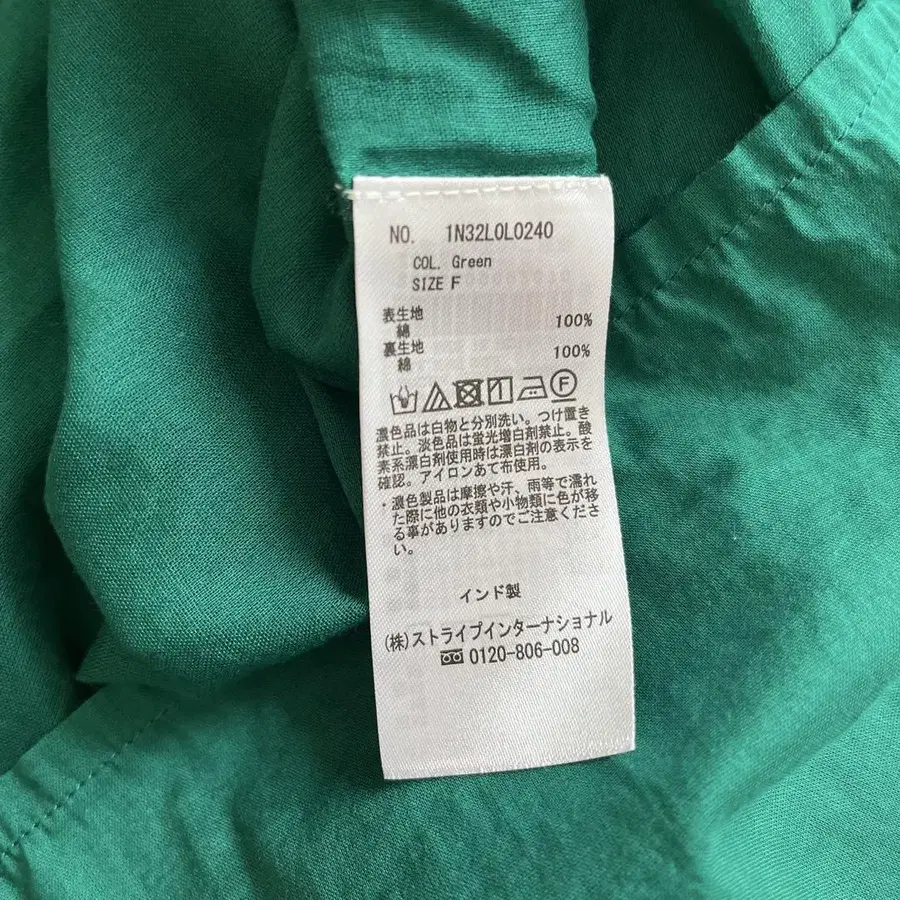 NO. 1N32L0L0240
COL. Green
SIZE F
表生地
綿 100%
裏生地
綿 100%
F
濃色品は白物と分別洗い。つけ置き
禁止。淡色品は蛍光増白剤禁止。酸
素系漂白剤使用時は漂白剤の表示を
確認。アイロンあて布使用。
・濃色製品は摩擦や汗、雨等で濡れ
た際に他の衣類や小物類に色が移
る事がありますのでご注意くださ
い。
インド製
(株)ストライプインターナショナル
0120-806-008